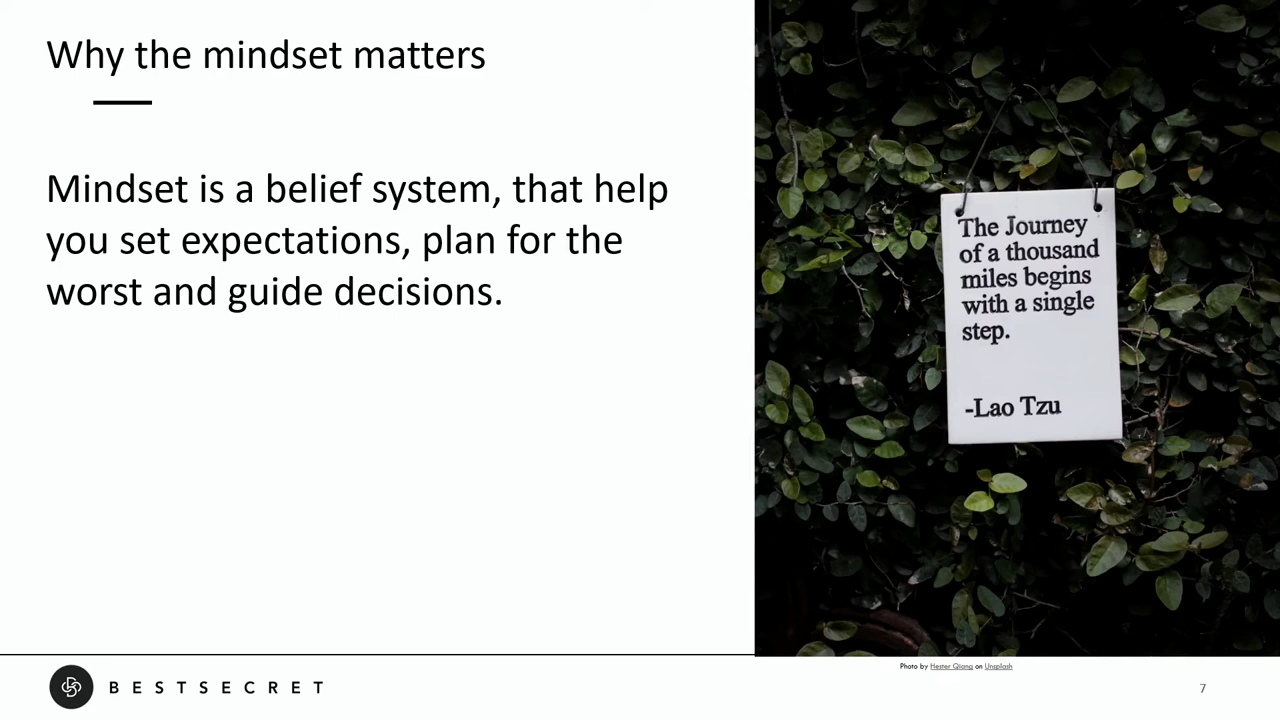 Why the mindset matters
Mindset is a belief system, that help
you set expectations, plan for the
worst and guide decisions.
The Journey
of a thousand
miles begins
with a single
step.
-Lao Tzu
Photo by Hester Qiang on Unsplash
BESTSECRET
7